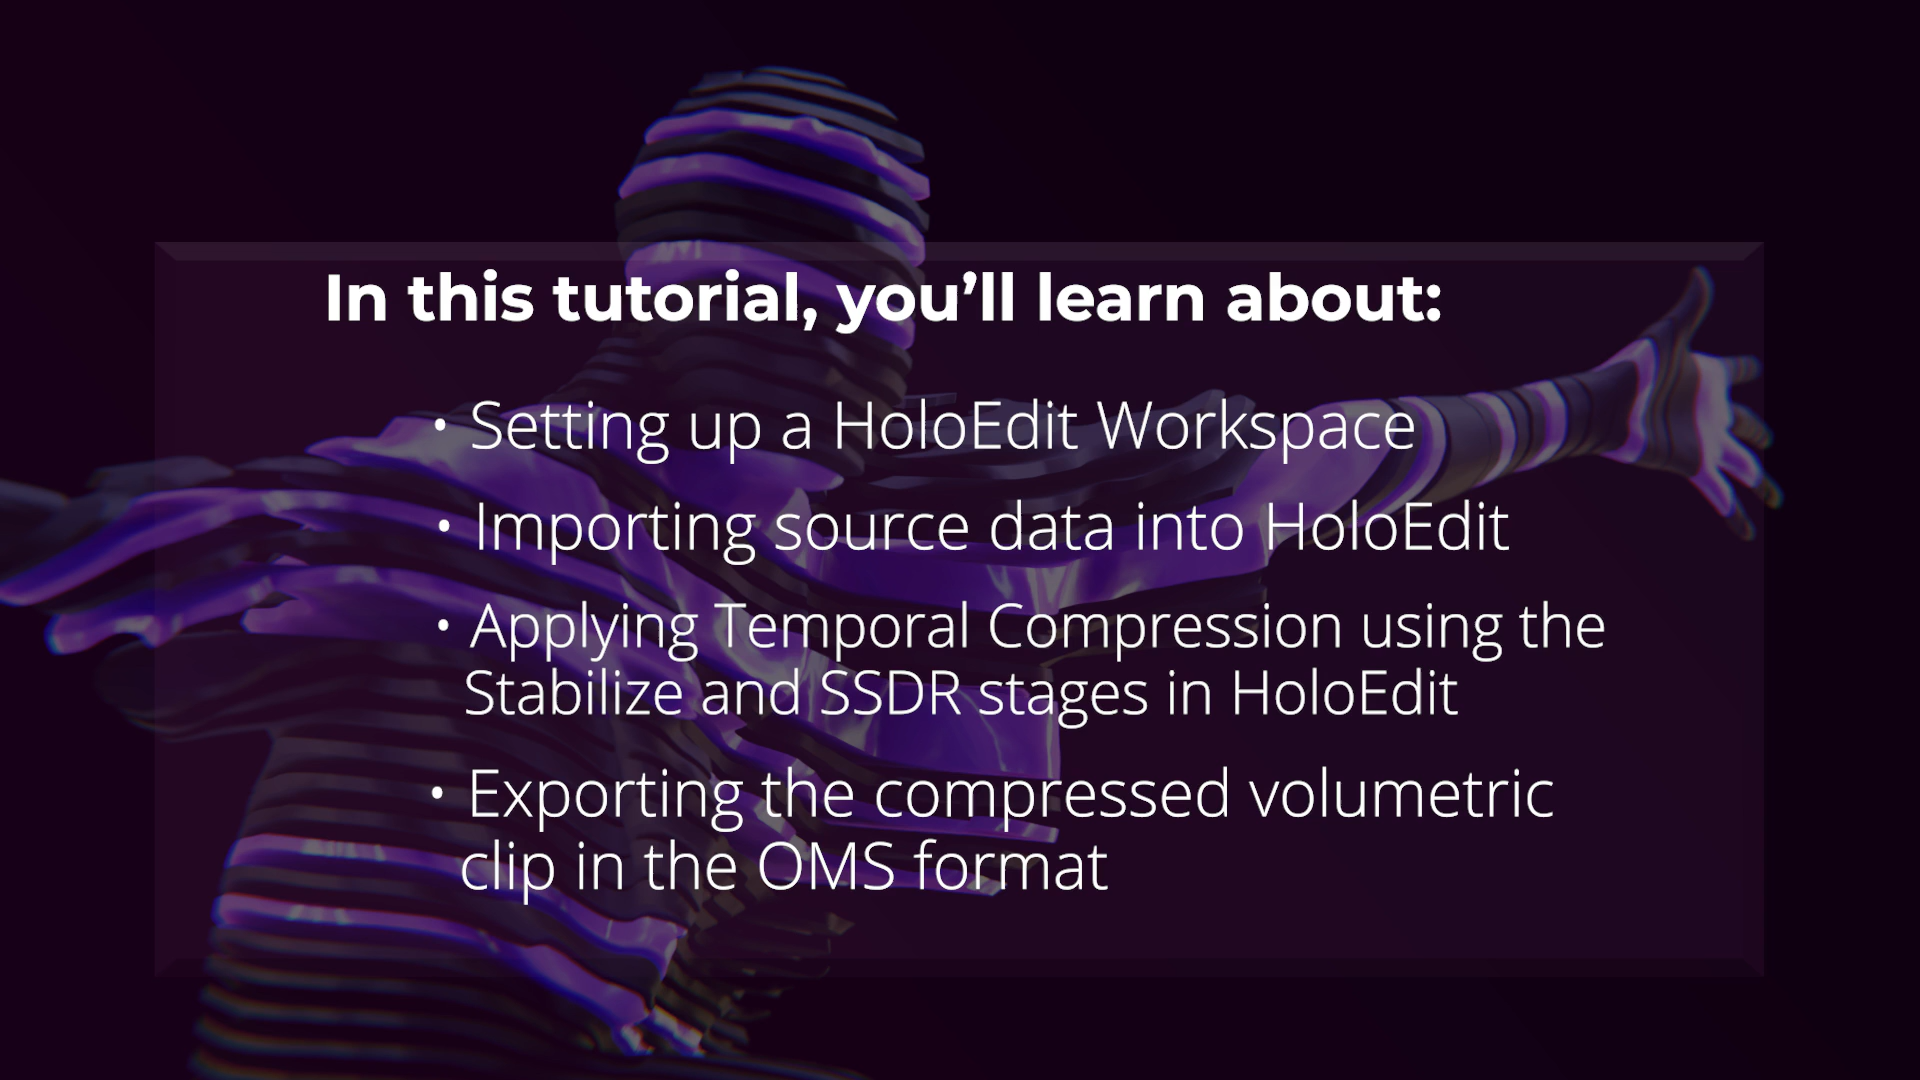 In this tutorial, you’ll learn about:
• Setting up a HoloEdit Workspace
• Importing source data into HoloEdit
• Applying Temporal Compression using the
Stabilize and SSDR stages in HoloEdit
• Exporting the compressed volumetric
clip in the OMS format